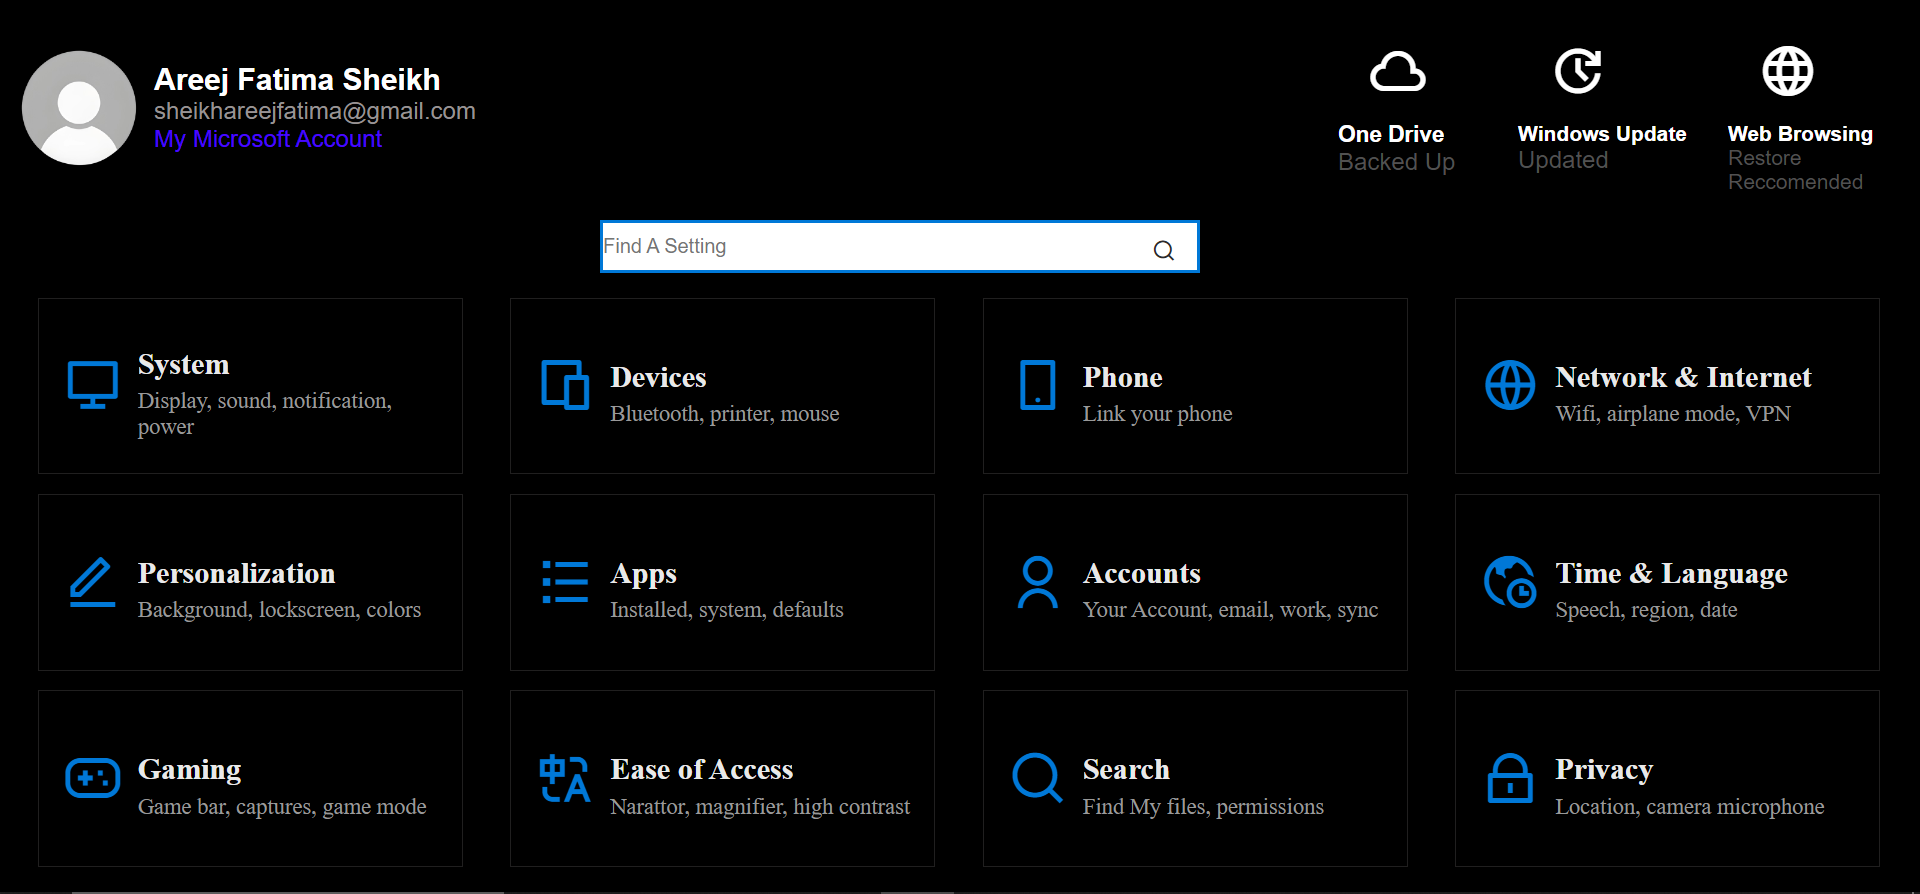 Areej Fatima Sheikh
sheikhareejfatima@gmail.com
My Microsoft Account
One Drive
Backed Up
Windows Update
Updated
Web Browsing
Restore
Reccomended
Find A Setting
System
Display, sound, notification,
power
Devices
Bluetooth, printer, mouse
Phone
Link your phone
Network & Internet
Wifi, airplane mode, VPN
Personalization
Background, lockscreen, colors
Apps
Installed, system, defaults
Accounts
Your Account, email, work, sync
Time & Language
Speech, region, date
Gaming
Game bar, captures, game mode
Ease of Access
Narattor, magnifier, high contrast
Search
Find My files, permissions
Privacy
Location, camera microphone